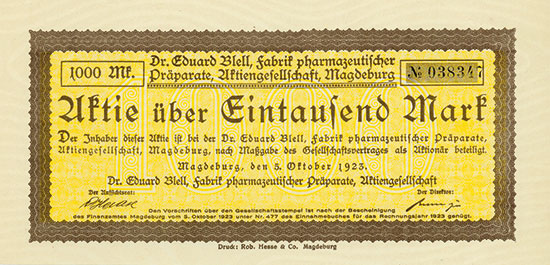 Dr. Eduard Blell, Fabrik pharmazeutischer
1000 Mk. Präparate, Aktiengesellschaft, Magdeburg № 038347
Aktie über Eintausend Mark
Der Inhaber dieser Aktie ist bei der Dr. Eduard Blell, Fabrik pharmazeutischer Präparate,
Aktiengesellschaft, Magdeburg, nach Maßgabe des Gesellschaftsvertrages als Aktionär beteiligt.
Magdeburg, den 5. Oktober 1923.
Dr. Eduard Blell, Fabrik pharmazeutischer Präparate, Aktiengesellschaft
Der Aufsichtsrat: Der Direktor:
Den Vorschriften über den Gesellschaftstempel ist nach der Bescheinigung
des Finanzamtes Magdeburg vom 5. Oktober 1923 unter Nr. 477 des Einnahmebuches für das Rechnungsjahr 1923 genügt.
Druck: Rob. Hesse & Co. Magdeburg